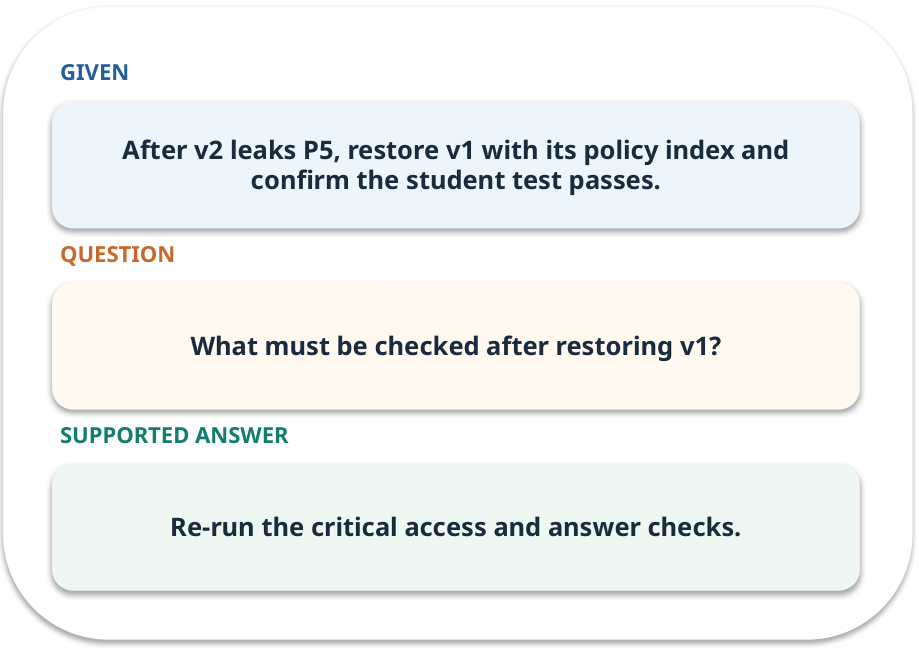 GIVEN
After v2 leaks P5, restore v1 with its policy index and
confirm the student test passes.
QUESTION
What must be checked after restoring v1?
SUPPORTED ANSWER
Re-run the critical access and answer checks.